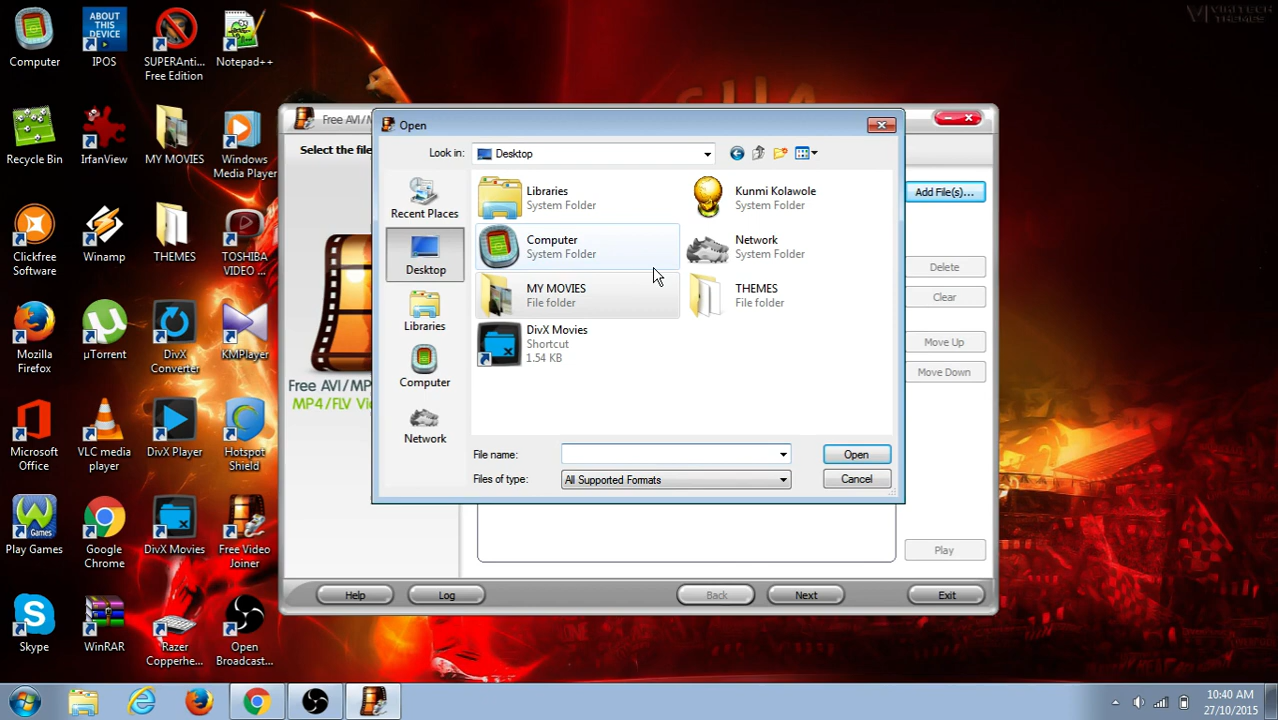 Computer
ABOUT
THIS
DEVICE
IPOS
SUPERAnti...
Free Edition
Notepad++
Recycle Bin
IrfanView
MY MOVIES
Windows
Media Player
Clickfree
Software
Winamp
THEMES
TOSHIBA
VIDEO ...
Mozilla
Firefox
µTorrent
DivX
Converter
KMPlayer
Microsoft
Office
VLC media
player
DivX Player
Hotspot
Shield
Games
Play Games
Google
Chrome
DivX Movies
Free Video
Joiner
Skype
WinRAR
Razer
Copperhe...
Open
Broadcast...
Free AVI/M
Select the file
Free AVI/MP
MP4/FLV Vi
Add File(s)...
Delete
Clear
Move Up
Move Down
Play
Help
Log
Back
Next
Exit
Open
Look in:
Desktop
Recent Places
Desktop
Libraries
Computer
Network
Libraries
System Folder
Kunmi Kolawole
System Folder
Computer
System Folder
Network
System Folder
MY MOVIES
File folder
THEMES
File folder
DivX Movies
Shortcut
1.54 KB
File name:
Open
Files of type:
All Supported Formats
Cancel
10:40 AM
27/10/2015